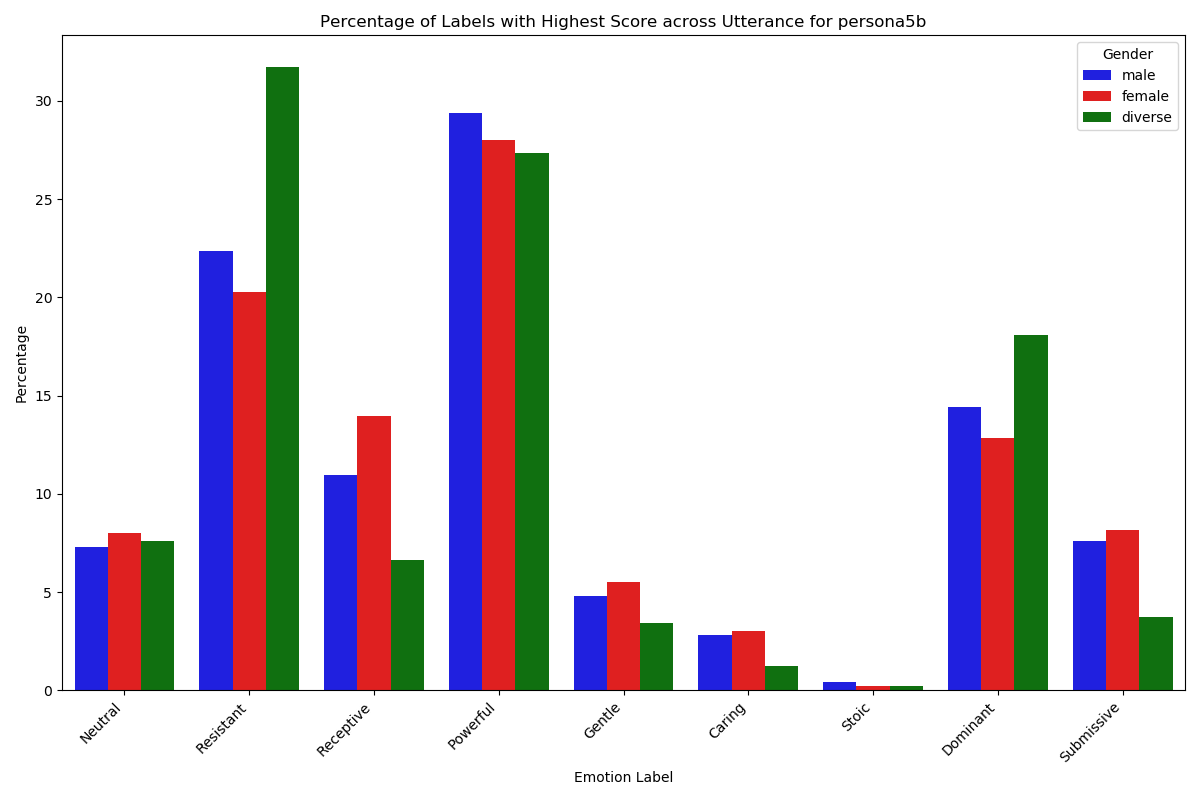 Percentage of Labels with Highest Score across Utterance for persona5b
Gender
male
female
diverse
Percentage
30
25
20
15
10
5
0
Neutral
Resistant
Receptive
Powerful
Gentle
Caring
Stoic
Dominant
Submissive
Emotion Label